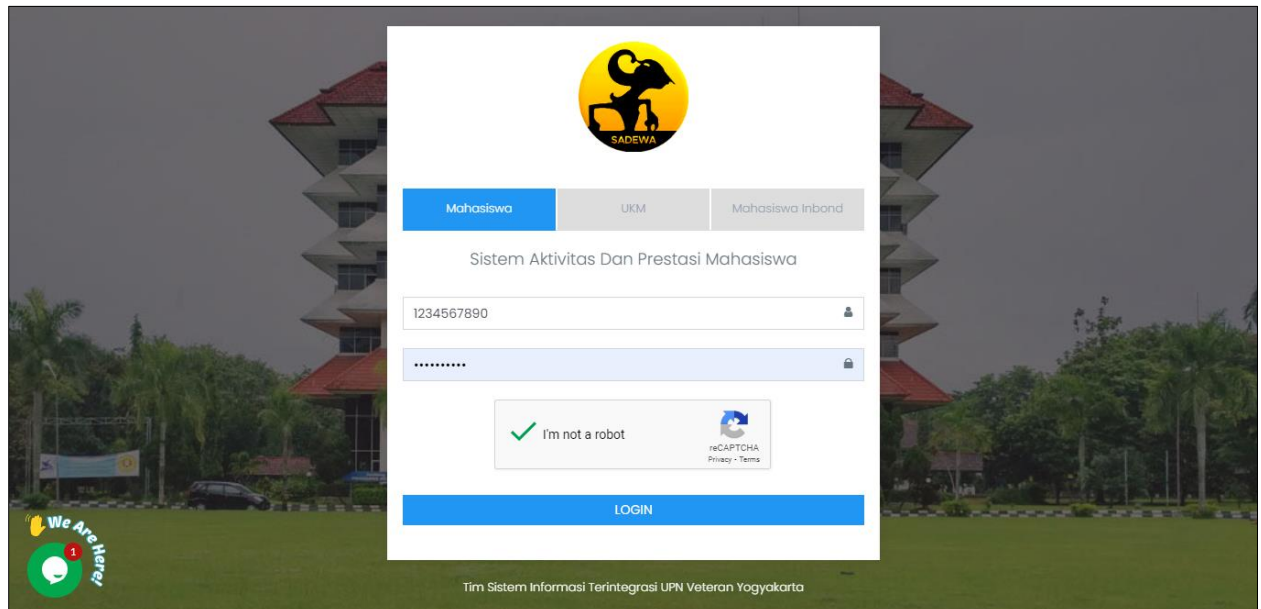 SADEWA
Mahasiswa
UKM
Mahasiswa Inbond
Sistem Aktivitas Dan Prestasi Mahasiswa
1234567890
••••••••••
I'm not a robot
reCAPTCHA
Privacy - Terms
LOGIN
We Are Here!
1
Tim Sistem Informasi Terintegrasi UPN Veteran Yogyakarta